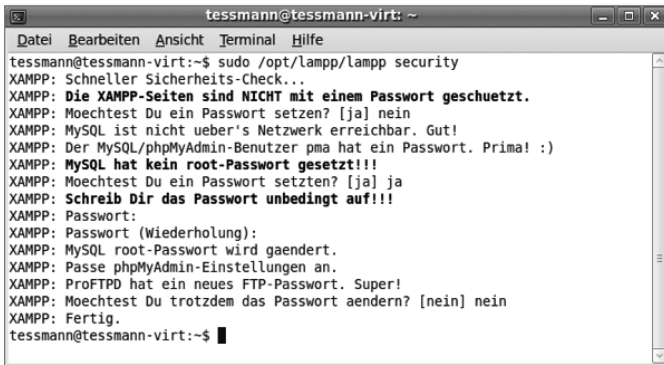 tessmann@tessmann-virt: ~
Datei Bearbeiten Ansicht Terminal Hilfe
tessmann@tessmann-virt:~$ sudo /opt/lampp/lampp security
XAMPP: Schneller Sicherheits-Check...
XAMPP: Die XAMPP-Seiten sind NICHT mit einem Passwort geschuetzt.
XAMPP: Moechtest Du ein Passwort setzen? [ja] nein
XAMPP: MySQL ist nicht ueber's Netzwerk erreichbar. Gut!
XAMPP: Der MySQL/phpMyAdmin-Benutzer pma hat ein Passwort. Prima! :)
XAMPP: MySQL hat kein root-Passwort gesetzt!!!
XAMPP: Moechtest Du ein Passwort setzten? [ja] ja
XAMPP: Schreib Dir das Passwort unbedingt auf!!!
XAMPP: Passwort:
XAMPP: Passwort (Wiederholung):
XAMPP: MySQL root-Passwort wird gaendert.
XAMPP: Passe phpMyAdmin-Einstellungen an.
XAMPP: ProFTPD hat ein neues FTP-Passwort. Super!
XAMPP: Moechtest Du trotzdem das Passwort aendern? [nein] nein
XAMPP: Fertig.
tessmann@tessmann-virt:~$